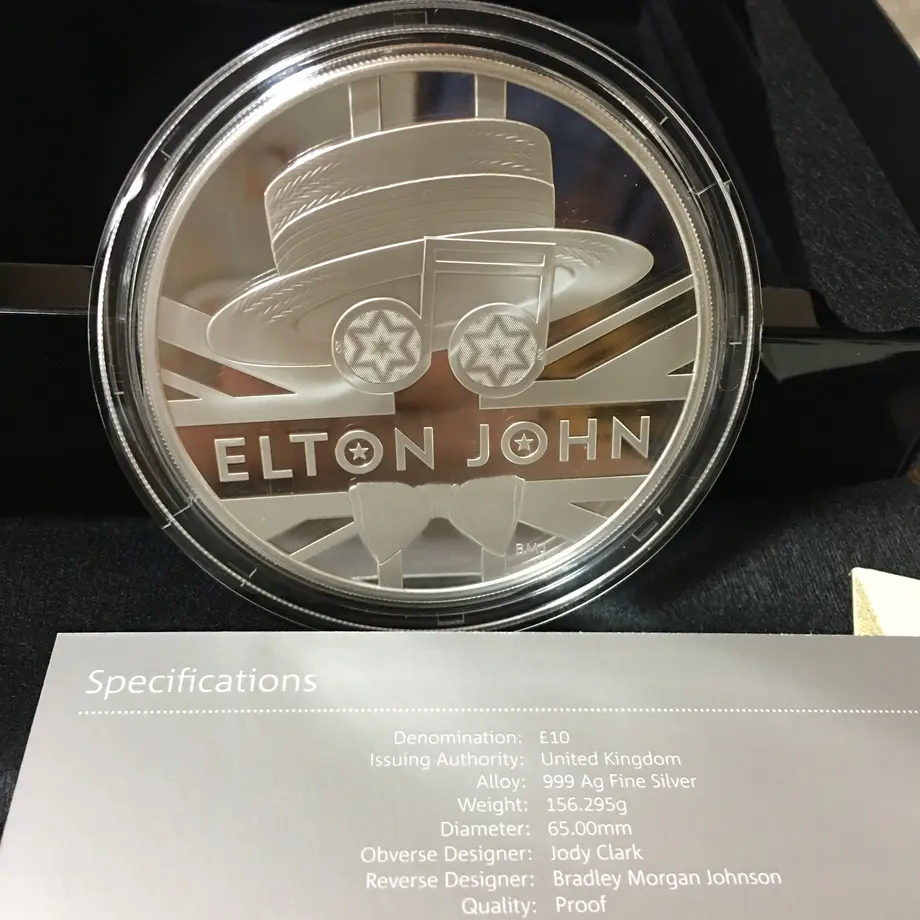 ELTON JOHN
BMJ
Specifications
Denomination: £10
Issuing Authority: United Kingdom
Alloy: 999 Ag Fine Silver
Weight: 156.295g
Diameter: 65.00mm
Obverse Designer: Jody Clark
Reverse Designer: Bradley Morgan Johnson
Quality: Proof